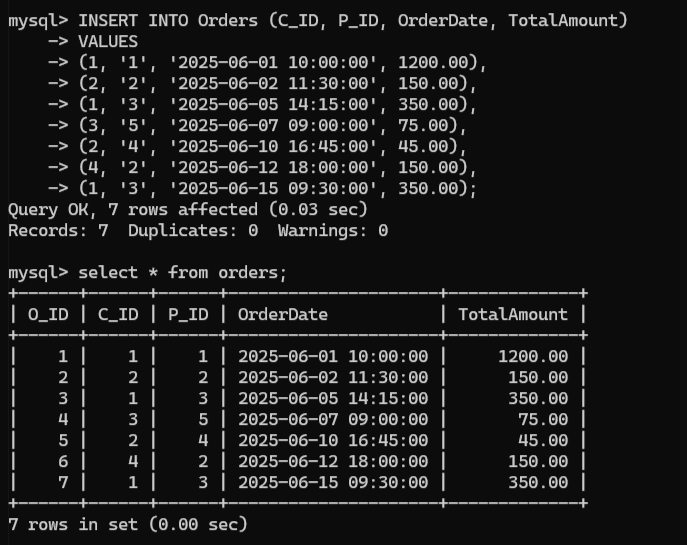 mysql> INSERT INTO Orders (C_ID, P_ID, OrderDate, TotalAmount)
    -> VALUES
    -> (1, '1', '2025-06-01 10:00:00', 1200.00),
    -> (2, '2', '2025-06-02 11:30:00', 150.00),
    -> (1, '3', '2025-06-05 14:15:00', 350.00),
    -> (3, '5', '2025-06-07 09:00:00', 75.00),
    -> (2, '4', '2025-06-10 16:45:00', 45.00),
    -> (4, '2', '2025-06-12 18:00:00', 150.00),
    -> (1, '3', '2025-06-15 09:30:00', 350.00);
Query OK, 7 rows affected (0.03 sec)
Records: 7  Duplicates: 0  Warnings: 0

mysql> select * from orders;
+------+------+------+---------------------+-------------+
| O_ID | C_ID | P_ID | OrderDate           | TotalAmount |
+------+------+------+---------------------+-------------+
|    1 |    1 |    1 | 2025-06-01 10:00:00 |     1200.00 |
|    2 |    2 |    2 | 2025-06-02 11:30:00 |      150.00 |
|    3 |    1 |    3 | 2025-06-05 14:15:00 |      350.00 |
|    4 |    3 |    5 | 2025-06-07 09:00:00 |       75.00 |
|    5 |    2 |    4 | 2025-06-10 16:45:00 |       45.00 |
|    6 |    4 |    2 | 2025-06-12 18:00:00 |      150.00 |
|    7 |    1 |    3 | 2025-06-15 09:30:00 |      350.00 |
+------+------+------+---------------------+-------------+
7 rows in set (0.00 sec)